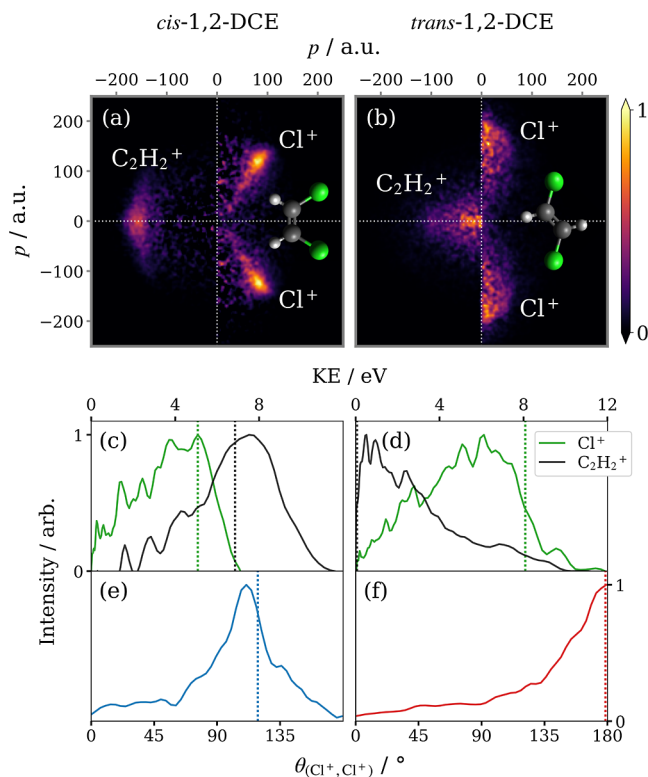 cis-1,2-DCE trans-1,2-DCE
p / a.u.
−200 −100 0 100 200 −200 −100 0 100 200
(a) (b)
200
100
0
−100
−200
p / a.u.
C₂H₂⁺
Cl⁺
Cl⁺
C₂H₂⁺
Cl⁺
Cl⁺
1
0
KE / eV
0 4 8 0 4 8 12
(c) (d)
Cl⁺
C₂H₂⁺
1
0
Intensity / arb.
(e) (f)
1
0
0 45 90 135 0 45 90 135 180
θ(Cl⁺,Cl⁺) / °